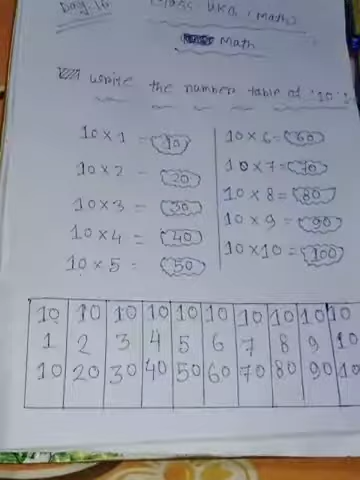 Day-16
Class UKG (Math)
Math
Write the number table of '10':
10 × 1 = 10
10 × 2 = 20
10 × 3 = 30
10 × 4 = 40
10 × 5 = 50
10 × 6 = 60
10 × 7 = 70
10 × 8 = 80
10 × 9 = 90
10 × 10 = 100
10 10 10 10 10 10 10 10 10 10
1 2 3 4 5 6 7 8 9 10
10 20 30 40 50 60 70 80 90 10